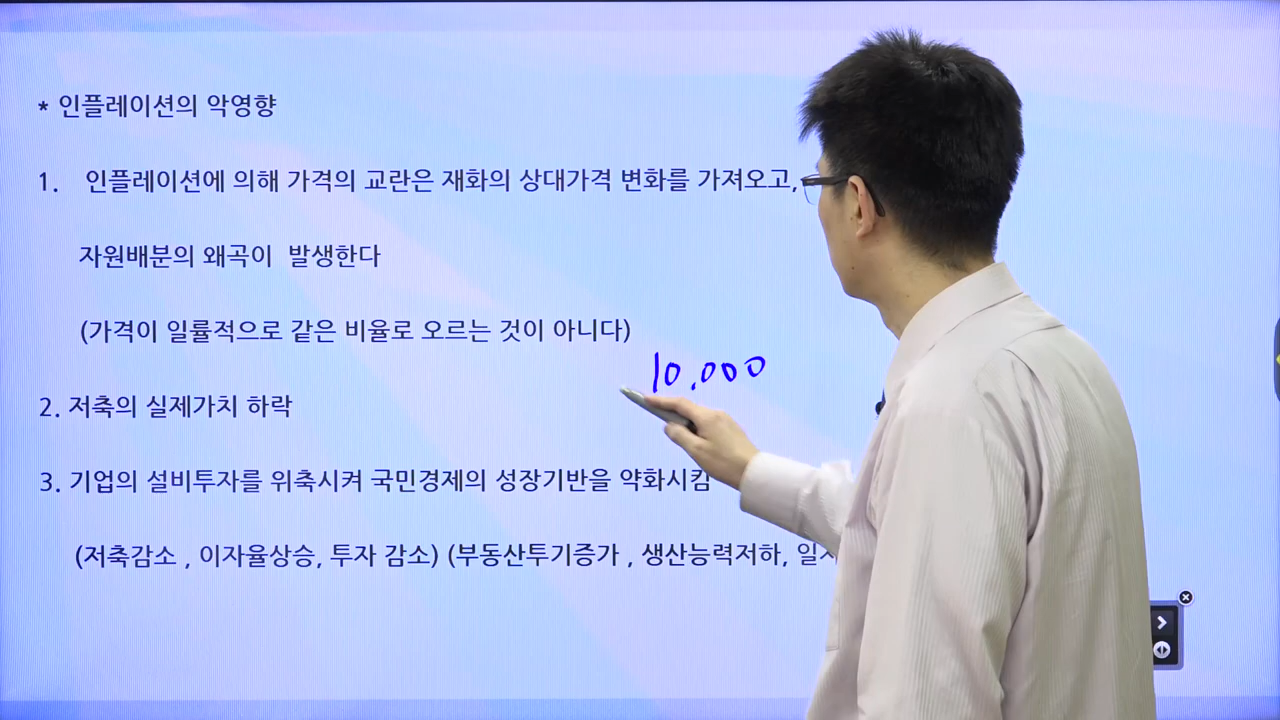 * 인플레이션의 악영향
1. 인플레이션에 의해 가격의 교란은 재화의 상대가격 변화를 가져오고,
자원배분의 왜곡이 발생한다
(가격이 일률적으로 같은 비율로 오르는 것이 아니다)
10.000
2. 저축의 실제가치 하락
3. 기업의 설비투자를 위축시켜 국민경제의 성장기반을 약화시킴
(저축감소 , 이자율상승, 투자 감소) (부동산투기증가 , 생산능력저하,